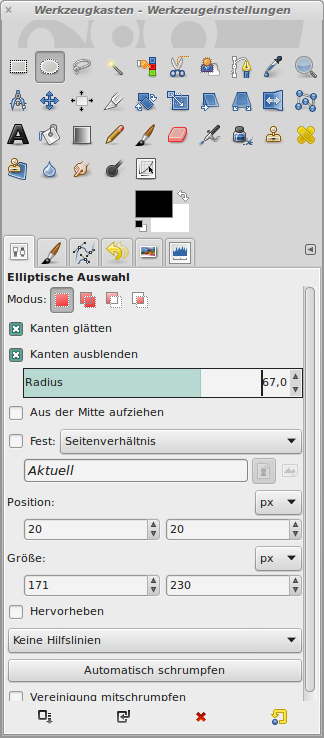 Werkzeugkasten - Werkzeugeinstellungen
Elliptische Auswahl
Modus:
Kanten glätten
Kanten ausblenden
Radius 67,0
Aus der Mitte aufziehen
Fest: Seitenverhältnis
Aktuell
Position: px
20 20
Größe: px
171 230
Hervorheben
Keine Hilfslinien
Automatisch schrumpfen
Vereinigung mitschrumpfen